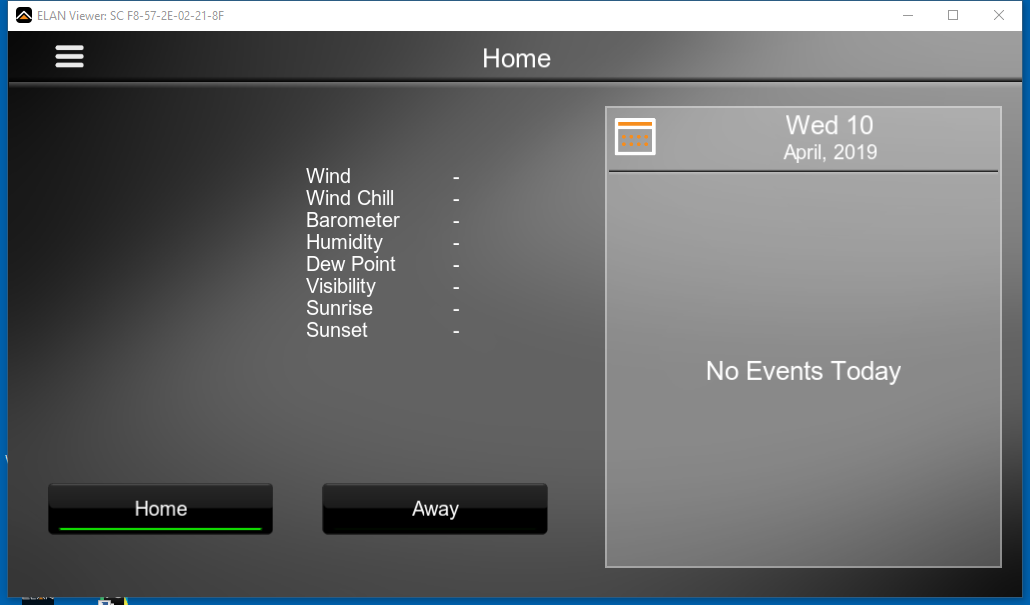 ELAN Viewer: SC F8-57-2E-02-21-8F
Home
Wind -
Wind Chill -
Barometer -
Humidity -
Dew Point -
Visibility -
Sunrise -
Sunset -
Home
Away
Wed 10
April, 2019
No Events Today